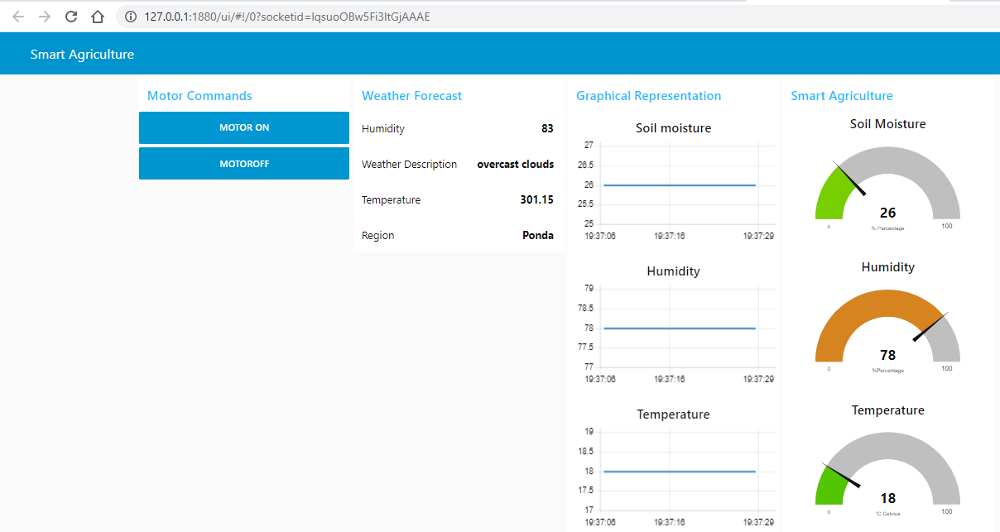 127.0.0.1:1880/ui/#!/0?socketid=IqsuoOBw5Fi3ItGjAAAE
Smart Agriculture
Motor Commands
MOTOR ON
MOTOROFF
Weather Forecast
Humidity 83
Weather Description overcast clouds
Temperature 301.15
Region Ponda
Graphical Representation
Soil moisture
27
26.5
26
25.5
25
19:37:06 19:37:16 19:37:29
Humidity
79
78.5
78
77.5
77
19:37:06 19:37:16 19:37:29
Temperature
19
18.5
18
17.5
17
19:37:06 19:37:16 19:37:29
Smart Agriculture
Soil Moisture
26
0 % Percentage 100
Humidity
78
0 %Percentage 100
Temperature
18
0 °C Celcius 100